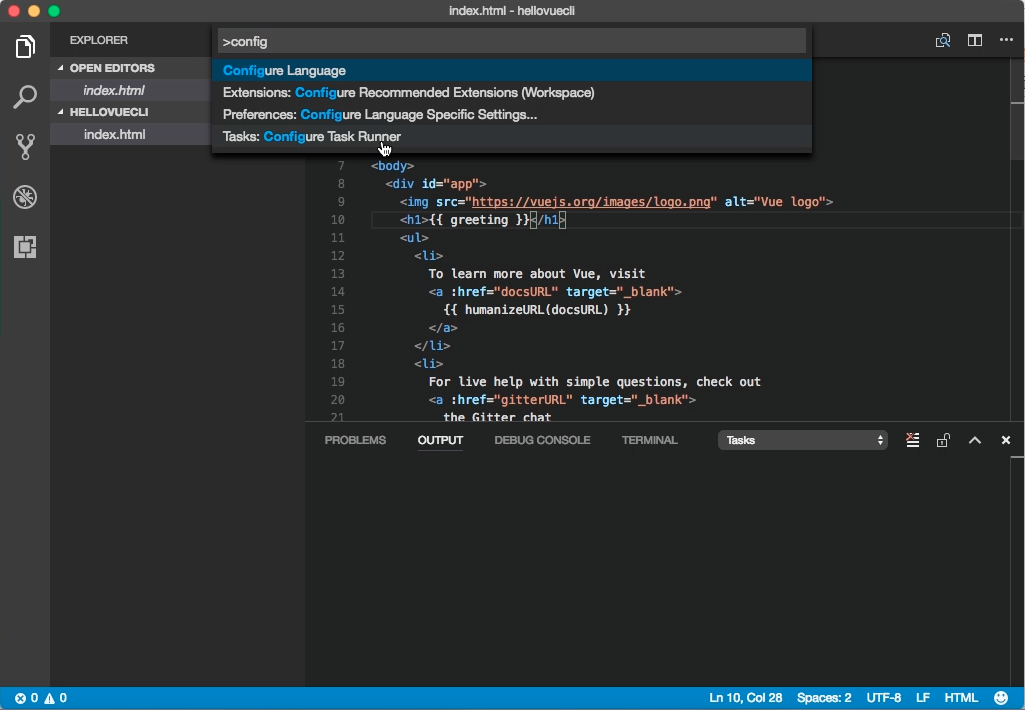 index.html - hellovuecli
EXPLORER
OPEN EDITORS
index.html
HELLOVUECLI
index.html
>config
Configure Language
Extensions: Configure Recommended Extensions (Workspace)
Preferences: Configure Language Specific Settings...
Tasks: Configure Task Runner
7 <body>
8 <div id="app">
9 <img src="https://vuejs.org/images/logo.png" alt="Vue logo">
10 <h1>{{ greeting }}</h1>
11 <ul>
12 <li>
13 To learn more about Vue, visit
14 <a :href="docsURL" target="_blank">
15 {{ humanizeURL(docsURL) }}
16 </a>
17 </li>
18 <li>
19 For live help with simple questions, check out
20 <a :href="gitterURL" target="_blank">
21 the Gitter chat
PROBLEMS OUTPUT DEBUG CONSOLE TERMINAL Tasks
0 0 Ln 10, Col 28 Spaces: 2 UTF-8 LF HTML